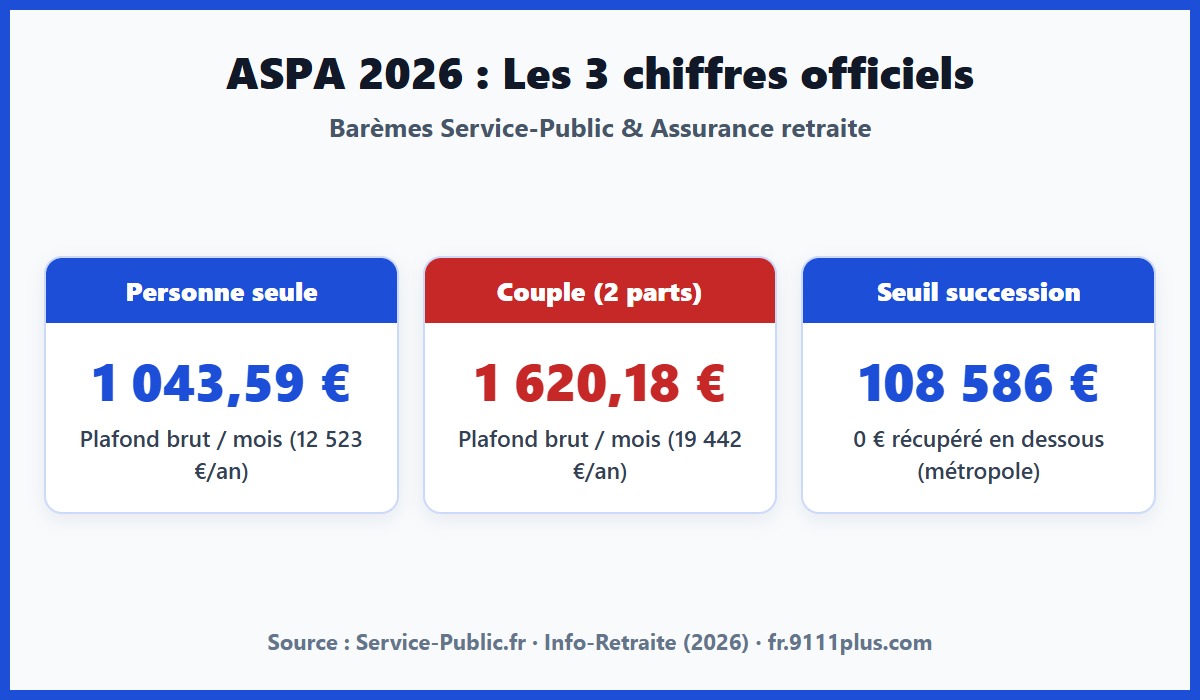 ASPA 2026 : Les 3 chiffres officiels
Barèmes Service-Public & Assurance retraite
Personne seule
1 043,59 €
Plafond brut / mois (12 523
€/an)
Couple (2 parts)
1 620,18 €
Plafond brut / mois (19 442
€/an)
Seuil succession
108 586 €
0 € récupéré en dessous
(métropole)
Source : Service-Public.fr · Info-Retraite (2026) · fr.9111plus.com